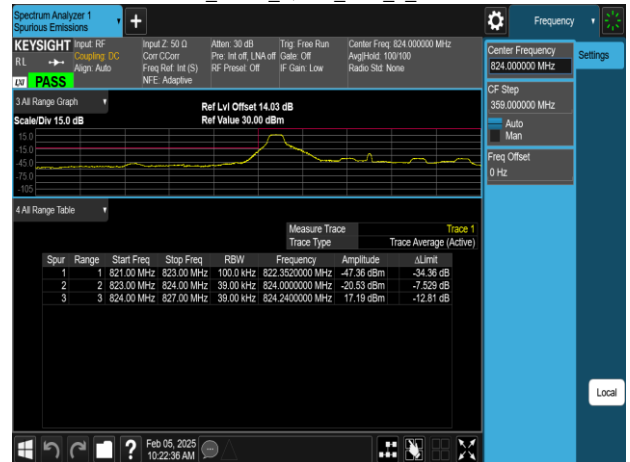 Spectrum Analyzer 1
Spurious Emissions
Frequency
KEYSIGHT
RL
LXI PASS
Input: RF
Coupling: DC
Align: Auto
Input Z: 50 Ω
Corr CCorr
Freq Ref: Int (S)
NFE: Adaptive
Atten: 30 dB
Pre: Int off, LNA off
RF Presel: Off
Trig: Free Run
Gate: Off
IF Gain: Low
Center Freq: 824.000000 MHz
Avg|Hold: 100/100
Radio Std: None
Center Frequency
824.000000 MHz
Settings
CF Step
359.000000 MHz
Auto
Man
Freq Offset
0 Hz
Local
3 All Range Graph
Scale/Div 15.0 dB
Ref Lvl Offset 14.03 dB
Ref Value 30.00 dBm
15.0
-15.0
-45.0
-75.0
-105
4 All Range Table
Measure Trace Trace 1
Trace Type Trace Average (Active)
Spur Range Start Freq Stop Freq RBW Frequency Amplitude ΔLimit
1 1 821.00 MHz 823.00 MHz 100.0 kHz 822.3520000 MHz -47.36 dBm -34.36 dB
2 2 823.00 MHz 824.00 MHz 39.00 kHz 824.0000000 MHz -20.53 dBm -7.529 dB
3 3 824.00 MHz 827.00 MHz 39.00 kHz 824.2400000 MHz 17.19 dBm -12.81 dB
Feb 05, 2025
10:22:36 AM